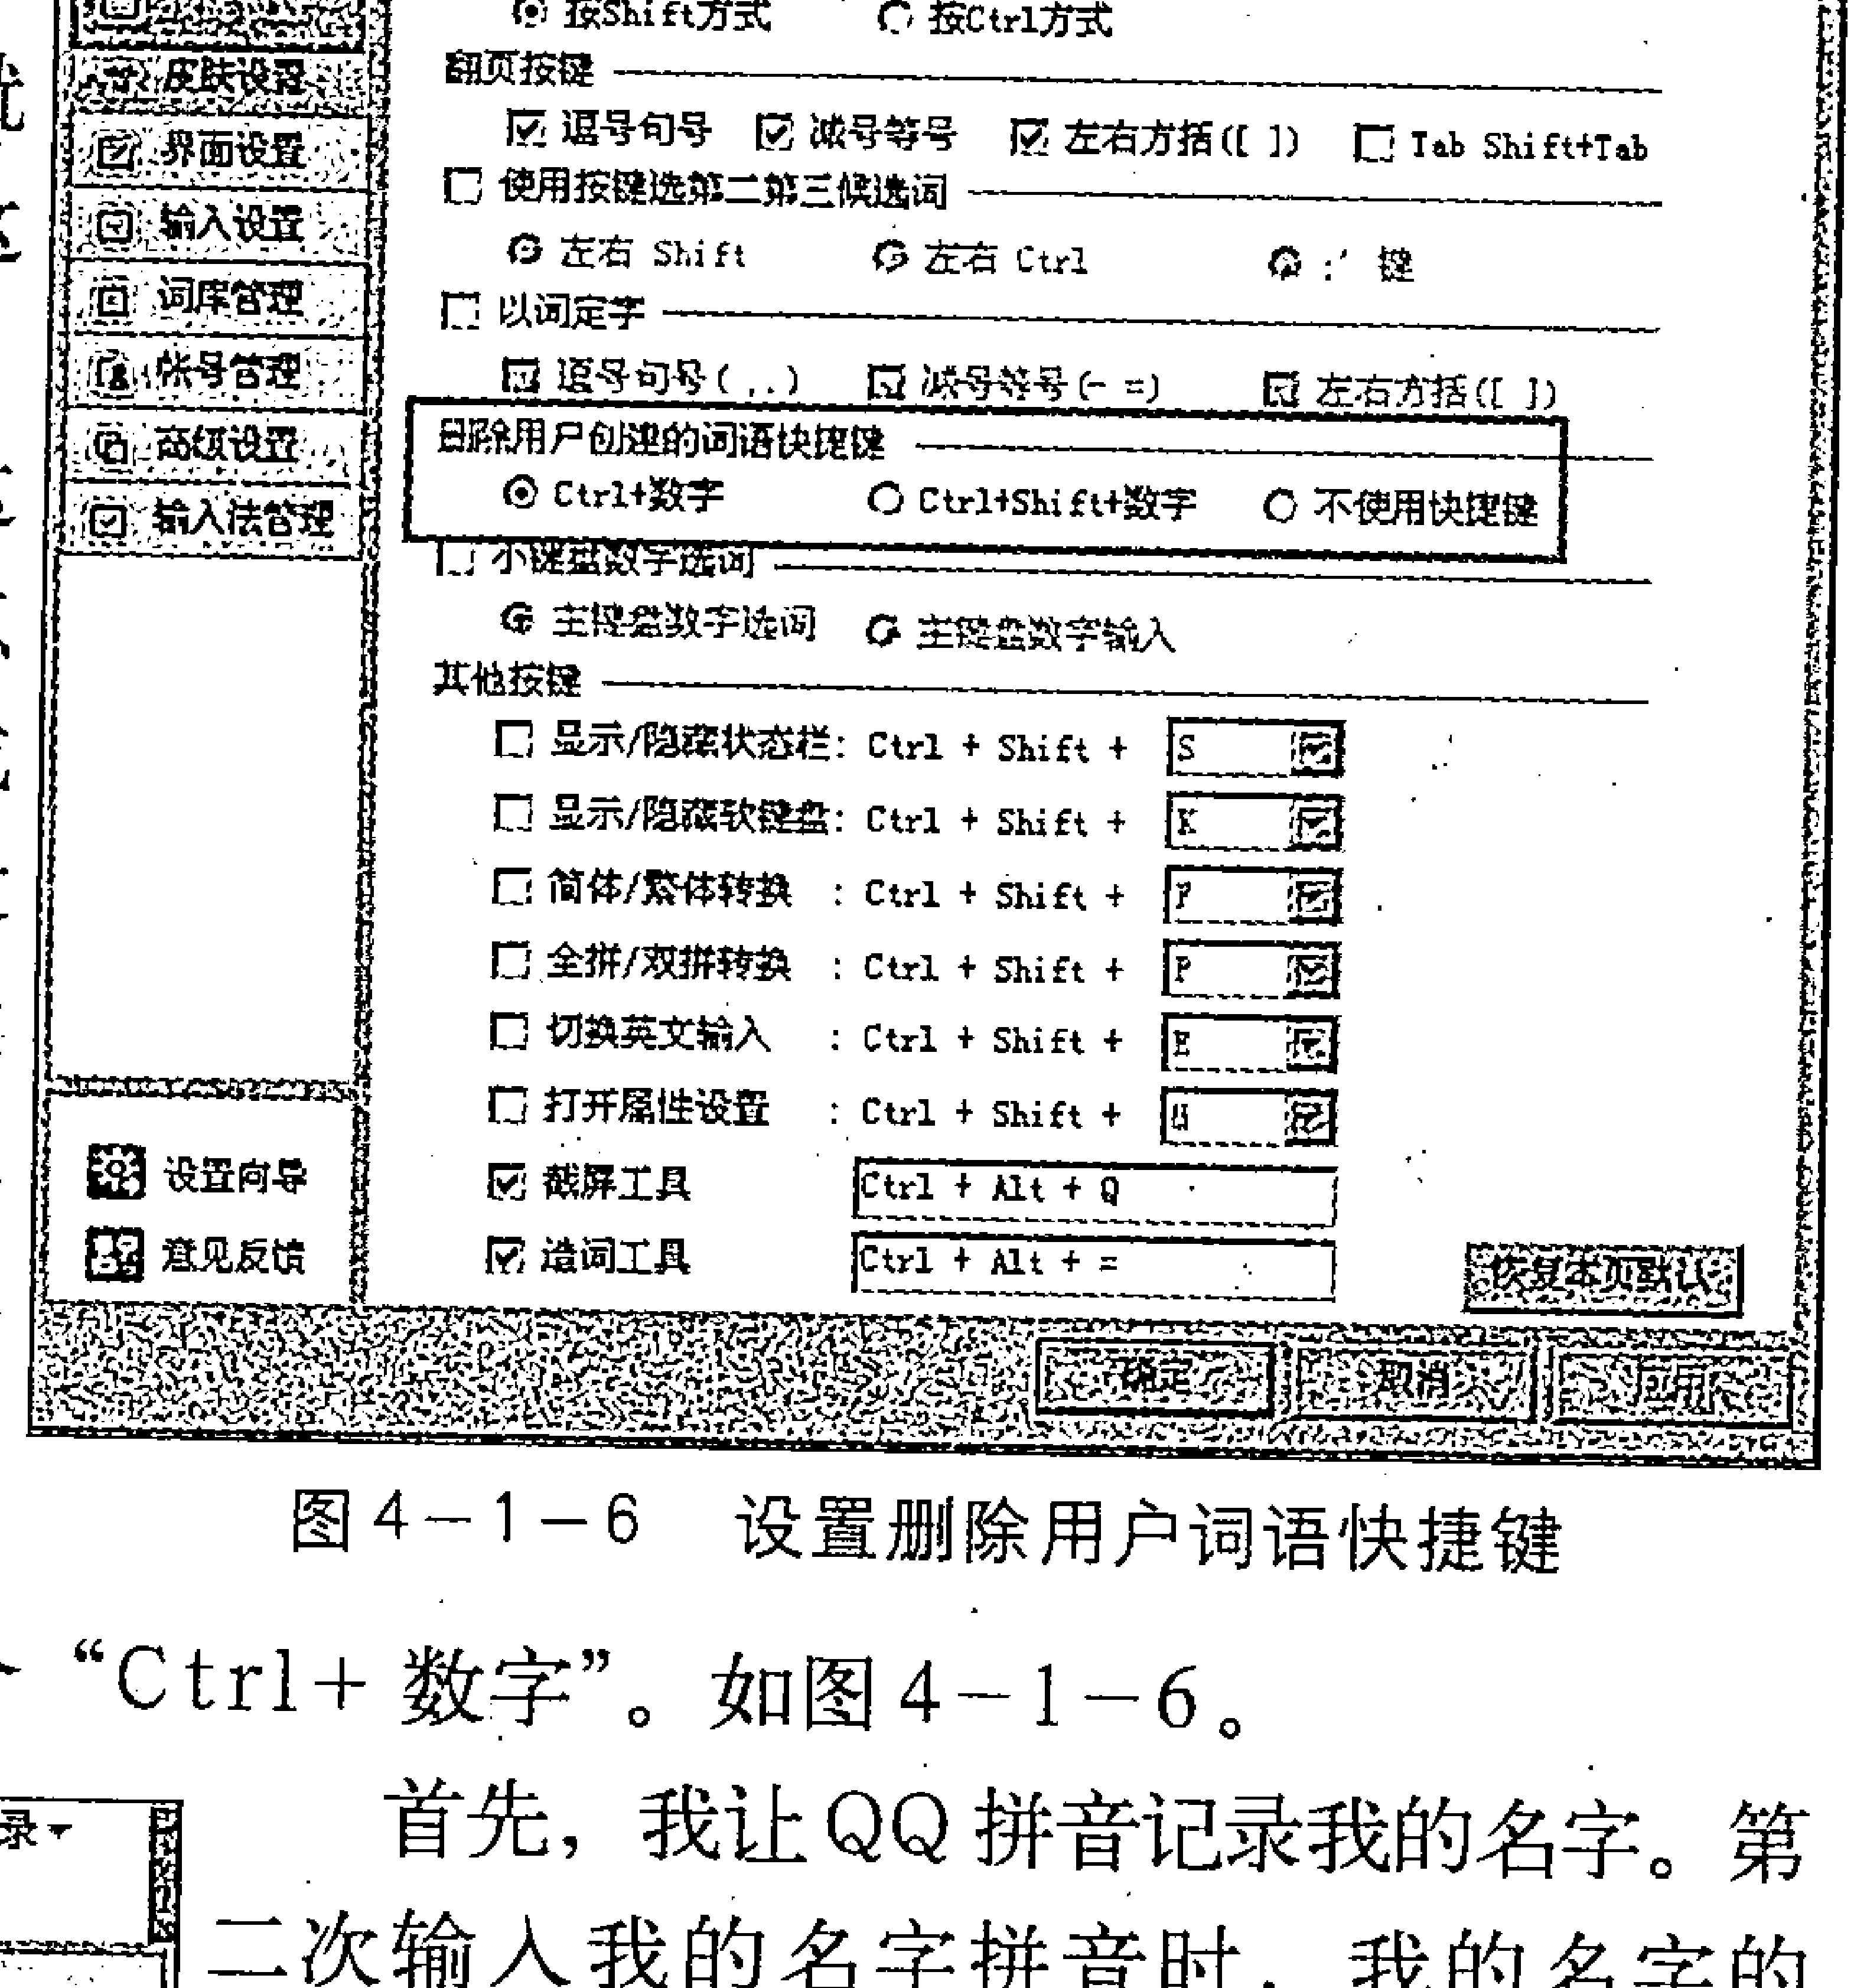 按Shift方式 按Ctrl方式
皮肤设置
翻页按键
逗号句号 减号等号 左右方括([ ]) Tab Shift+Tab
界面设置
使用按键选第二第三候选词
输入设置
左右 Shift 左右 Ctrl ;' 键
词库管理
以词定字
帐号管理
逗号句号(,.) 减号等号(- =) 左右方括([ ])
高级设置
删除用户创建的词语快捷键
输入法管理
Ctrl+数字 Ctrl+Shift+数字 不使用快捷键
小键盘数字选词
主键盘数字选词 主键盘数字输入
其他按键
显示/隐藏状态栏: Ctrl + Shift + S
显示/隐藏软键盘: Ctrl + Shift + K
简体/繁体转换 : Ctrl + Shift + F
全拼/双拼转换 : Ctrl + Shift + P
切换英文输入 : Ctrl + Shift + E
打开属性设置 : Ctrl + Shift +
设置向导
截屏工具 Ctrl + Alt + Q
意见反馈
造词工具 Ctrl + Alt + =
恢复本页默认
确定 取消 应用
图 4-1-6 设置删除用户词语快捷键
“Ctrl+ 数字”。如图 4-1-6。
首先，我让 QQ 拼音记录我的名字。第
录
二次输入我的名字拼音时，我的名字的